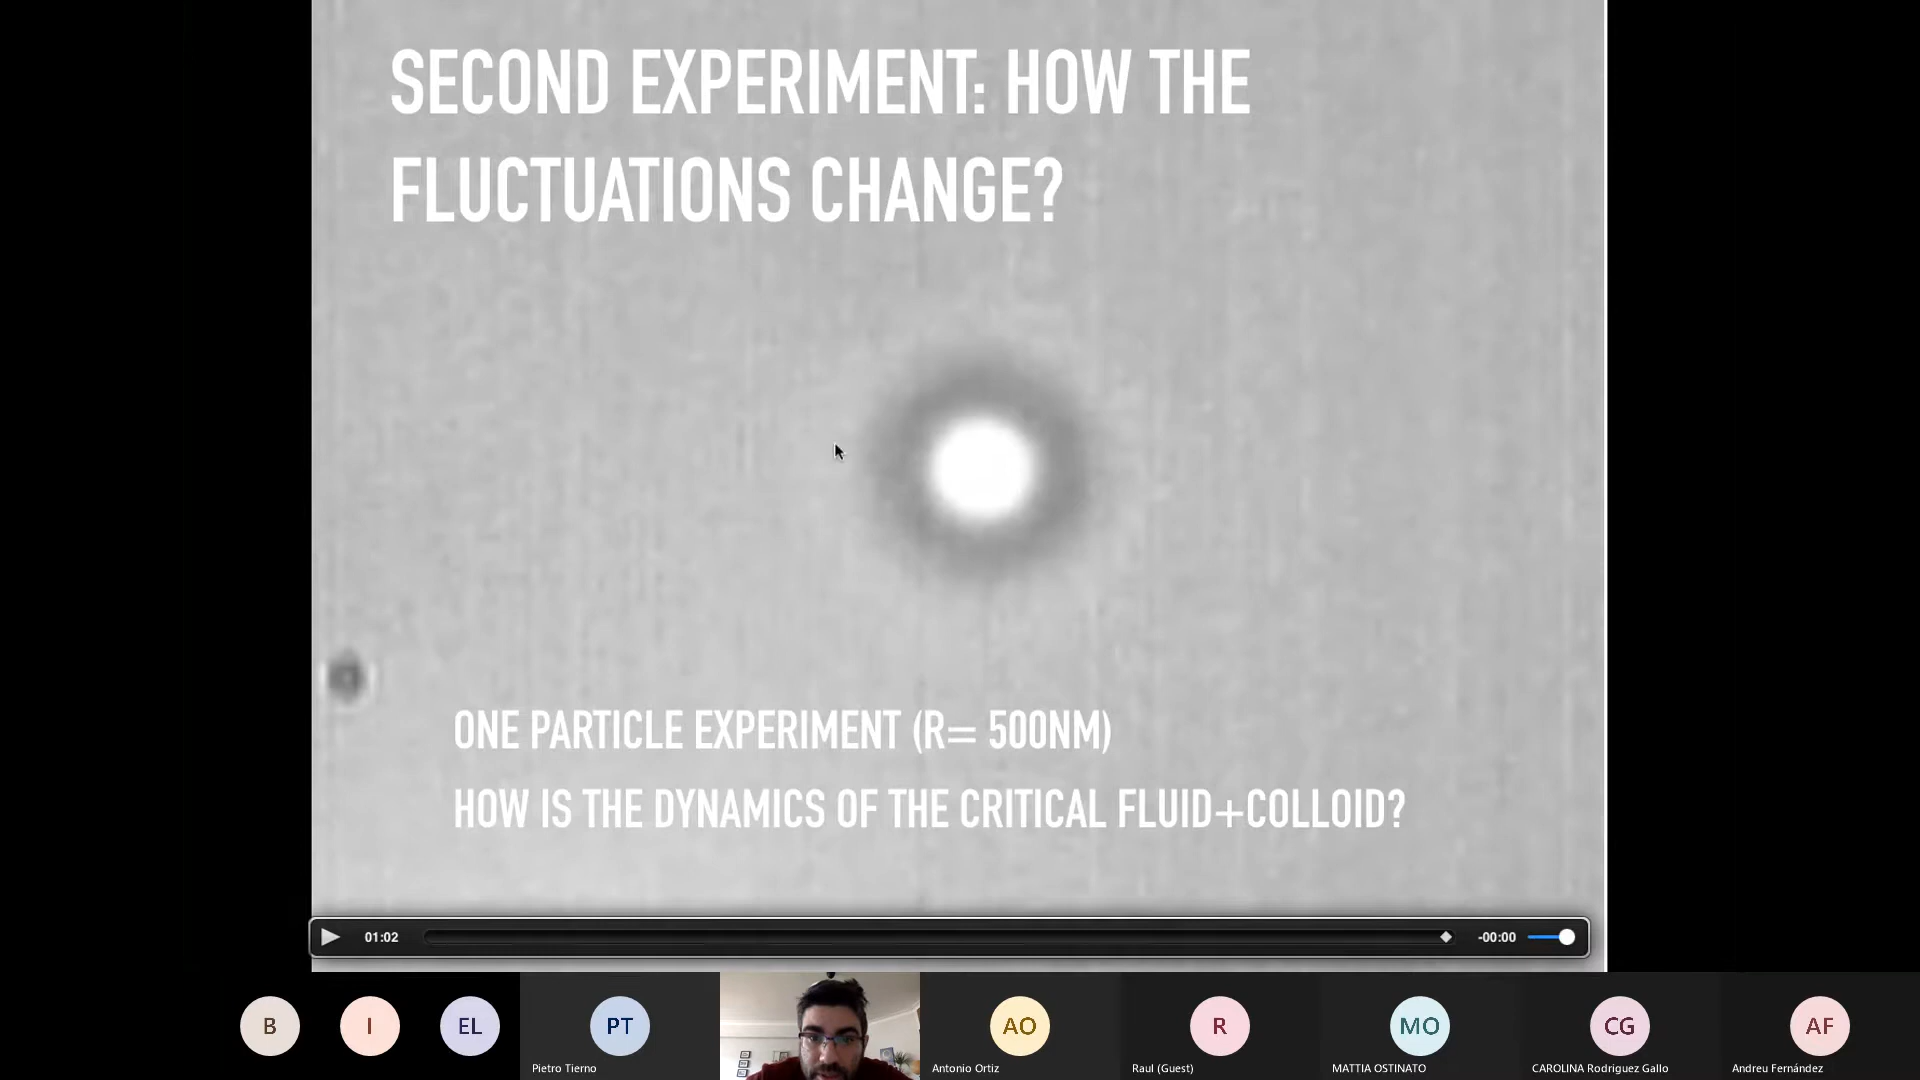 SECOND EXPERIMENT: HOW THE
FLUCTUATIONS CHANGE?
ONE PARTICLE EXPERIMENT (R= 500NM)
HOW IS THE DYNAMICS OF THE CRITICAL FLUID+COLLOID?
01:02
-00:00
B
I
EL
PT
AO
R
MO
CG
AF
Pietro Tierno
Antonio Ortiz
Raul (Guest)
MATTIA OSTINATO
CAROLINA Rodriguez Gallo
Andreu Fernández